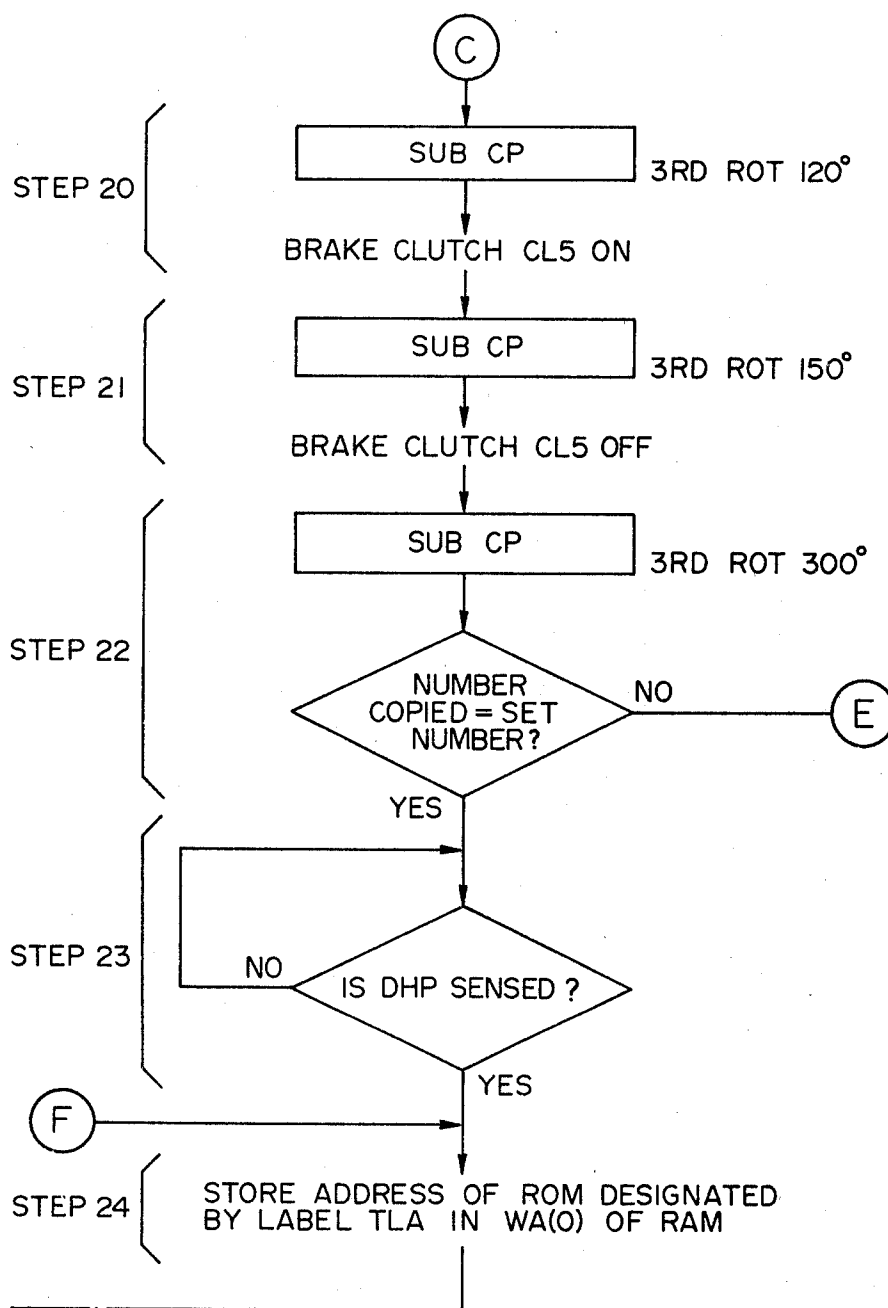 C
STEP 20
SUB CP
3RD ROT 120°
BRAKE CLUTCH CL5 ON
STEP 21
SUB CP
3RD ROT 150°
BRAKE CLUTCH CL5 OFF
STEP 22
SUB CP
3RD ROT 300°
NUMBER
COPIED = SET
NUMBER?
NO
E
YES
STEP 23
NO
IS DHP SENSED ?
YES
F
STEP 24
STORE ADDRESS OF ROM DESIGNATED
BY LABEL TLA IN WA(O) OF RAM